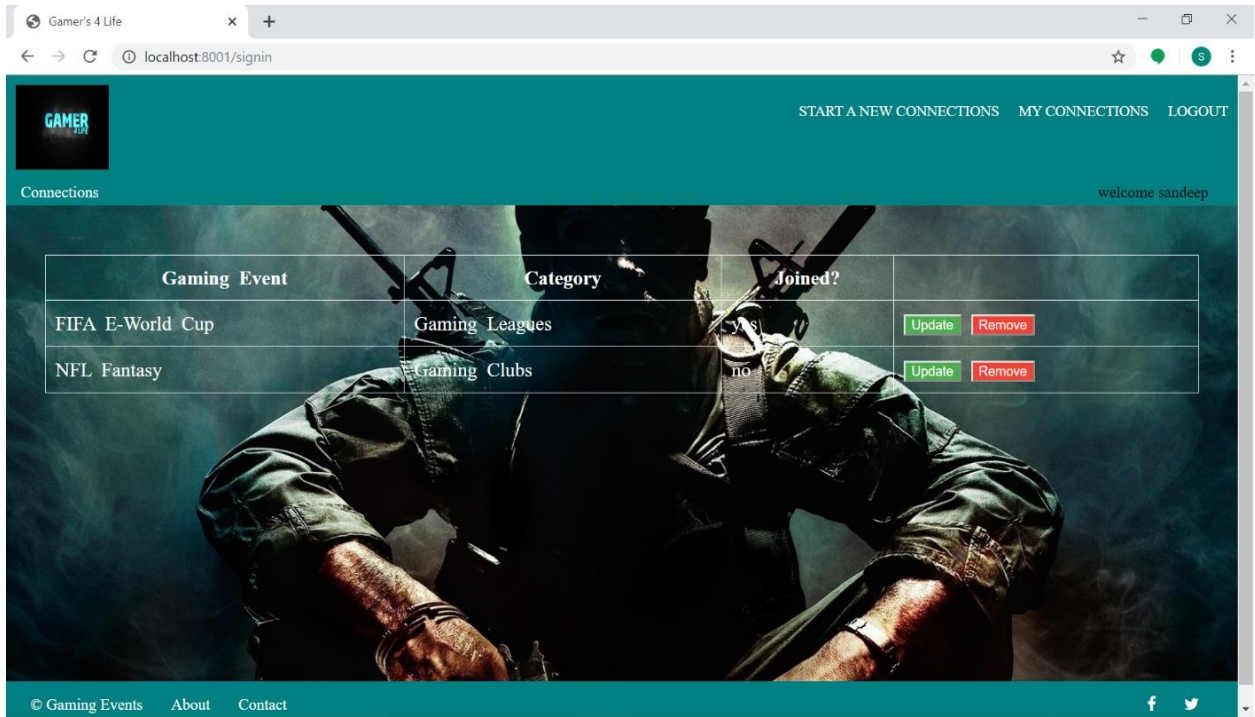 Gamer's 4 Life
localhost:8001/signin
S
GAMER
4 LIFE
START A NEW CONNECTIONS MY CONNECTIONS LOGOUT
Connections
welcome sandeep
Gaming Event Category Joined?
FIFA E-World Cup Gaming Leagues yes Update Remove
NFL Fantasy Gaming Clubs no Update Remove
© Gaming Events About Contact